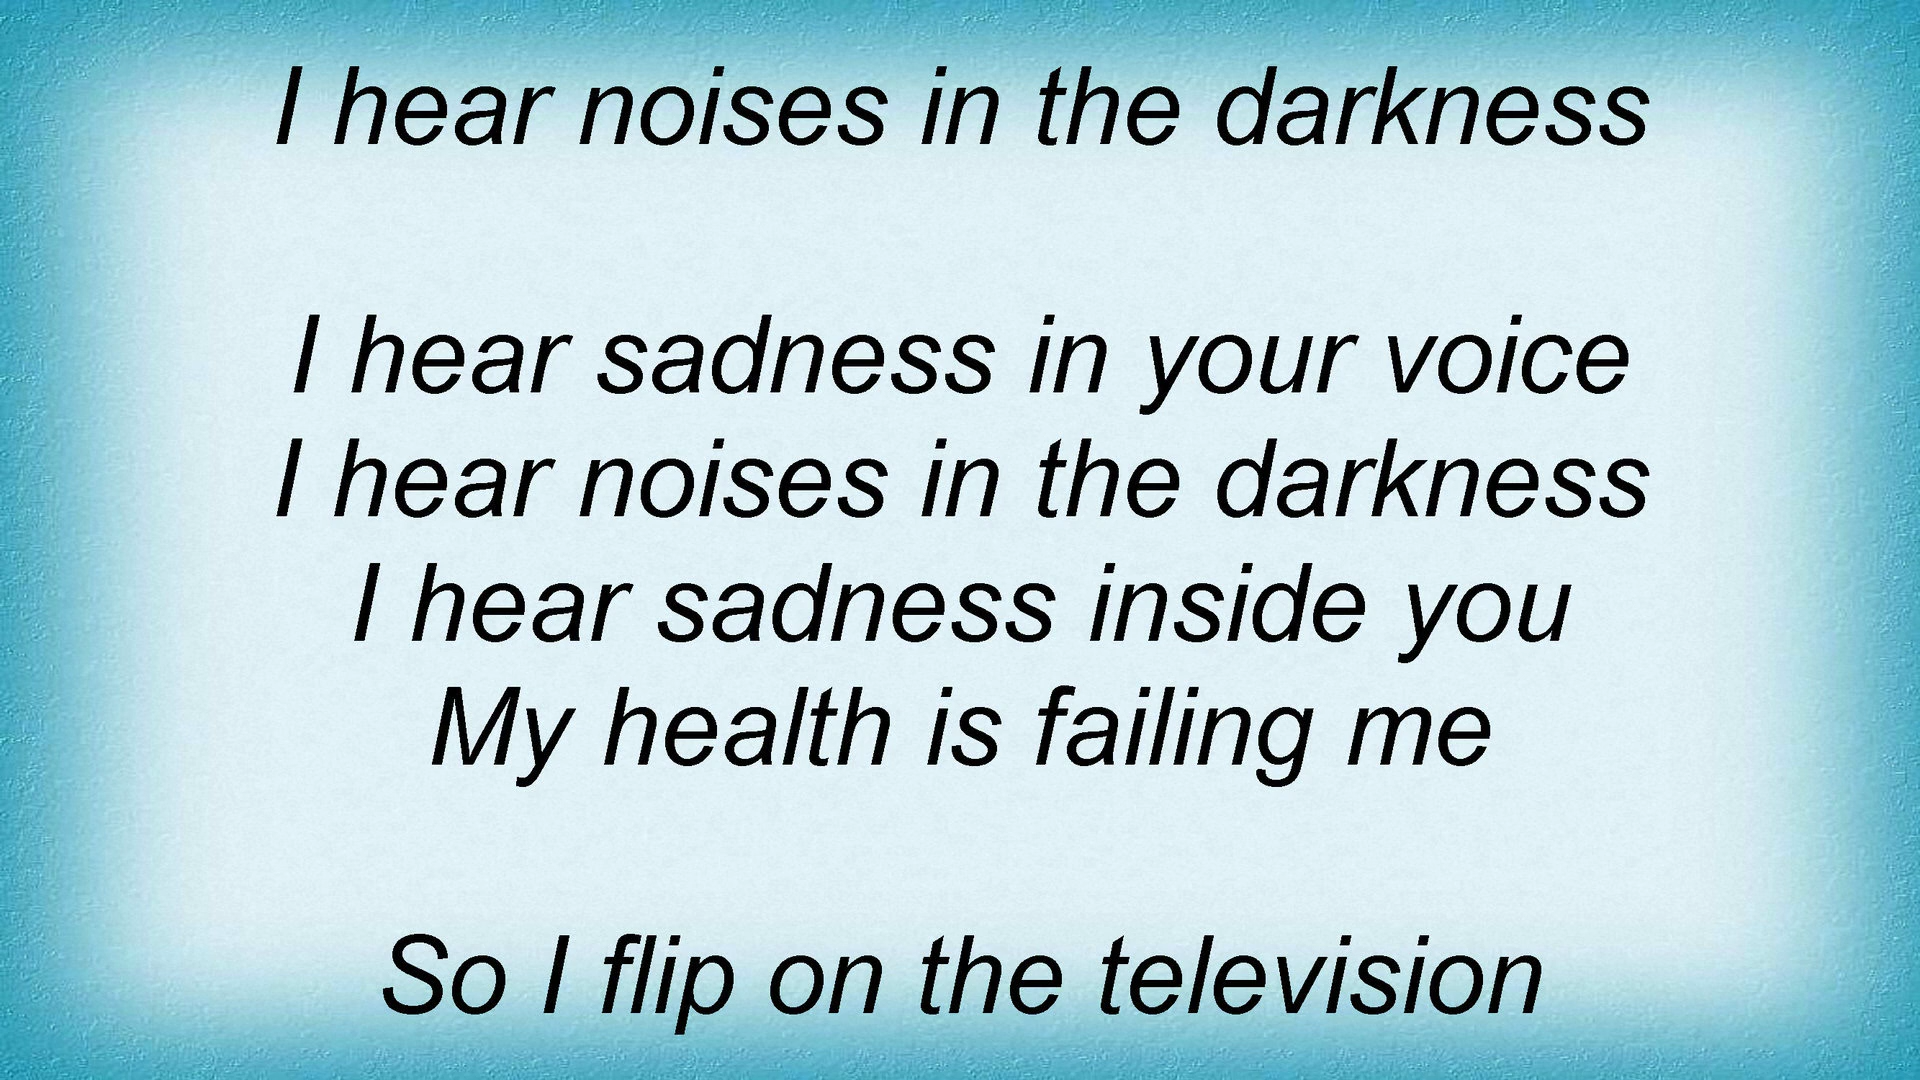 I hear noises in the darkness
I hear sadness in your voice
I hear noises in the darkness
I hear sadness inside you
My health is failing me
So I flip on the television